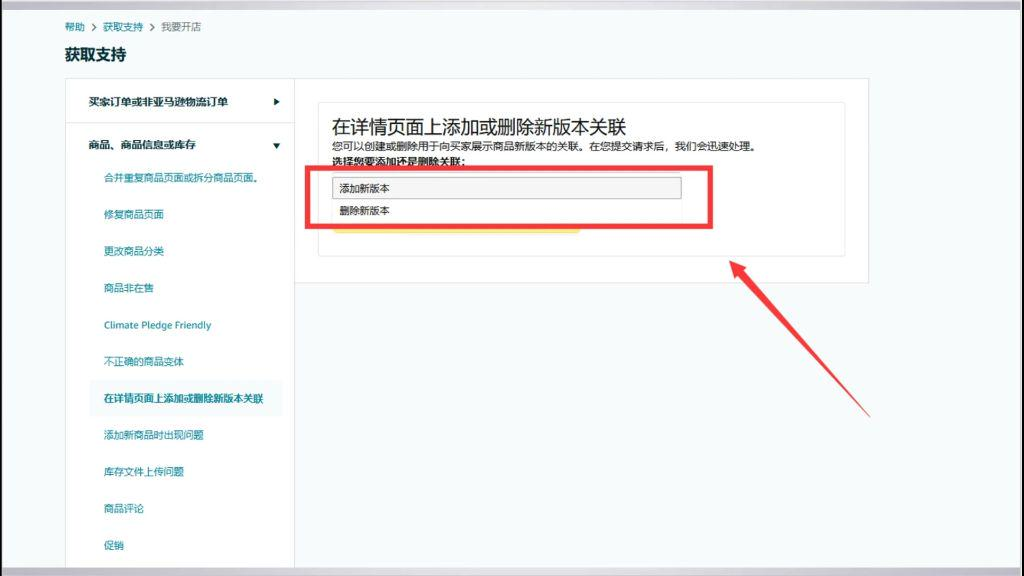 帮助 > 获取支持 > 我要开店
获取支持
买家订单或非亚马逊物流订单
商品、商品信息或库存
合并重复商品页面或拆分商品页面。
修复商品页面
更改商品分类
商品非在售
Climate Pledge Friendly
不正确的商品变体
在详情页面上添加或删除新版本关联
添加新商品时出现问题
库存文件上传问题
商品评论
促销
在详情页面上添加或删除新版本关联
您可以创建或删除用于向买家展示商品新版本的关联。在您提交请求后，我们会迅速处理。
选择您要添加还是删除关联：
添加新版本
删除新版本